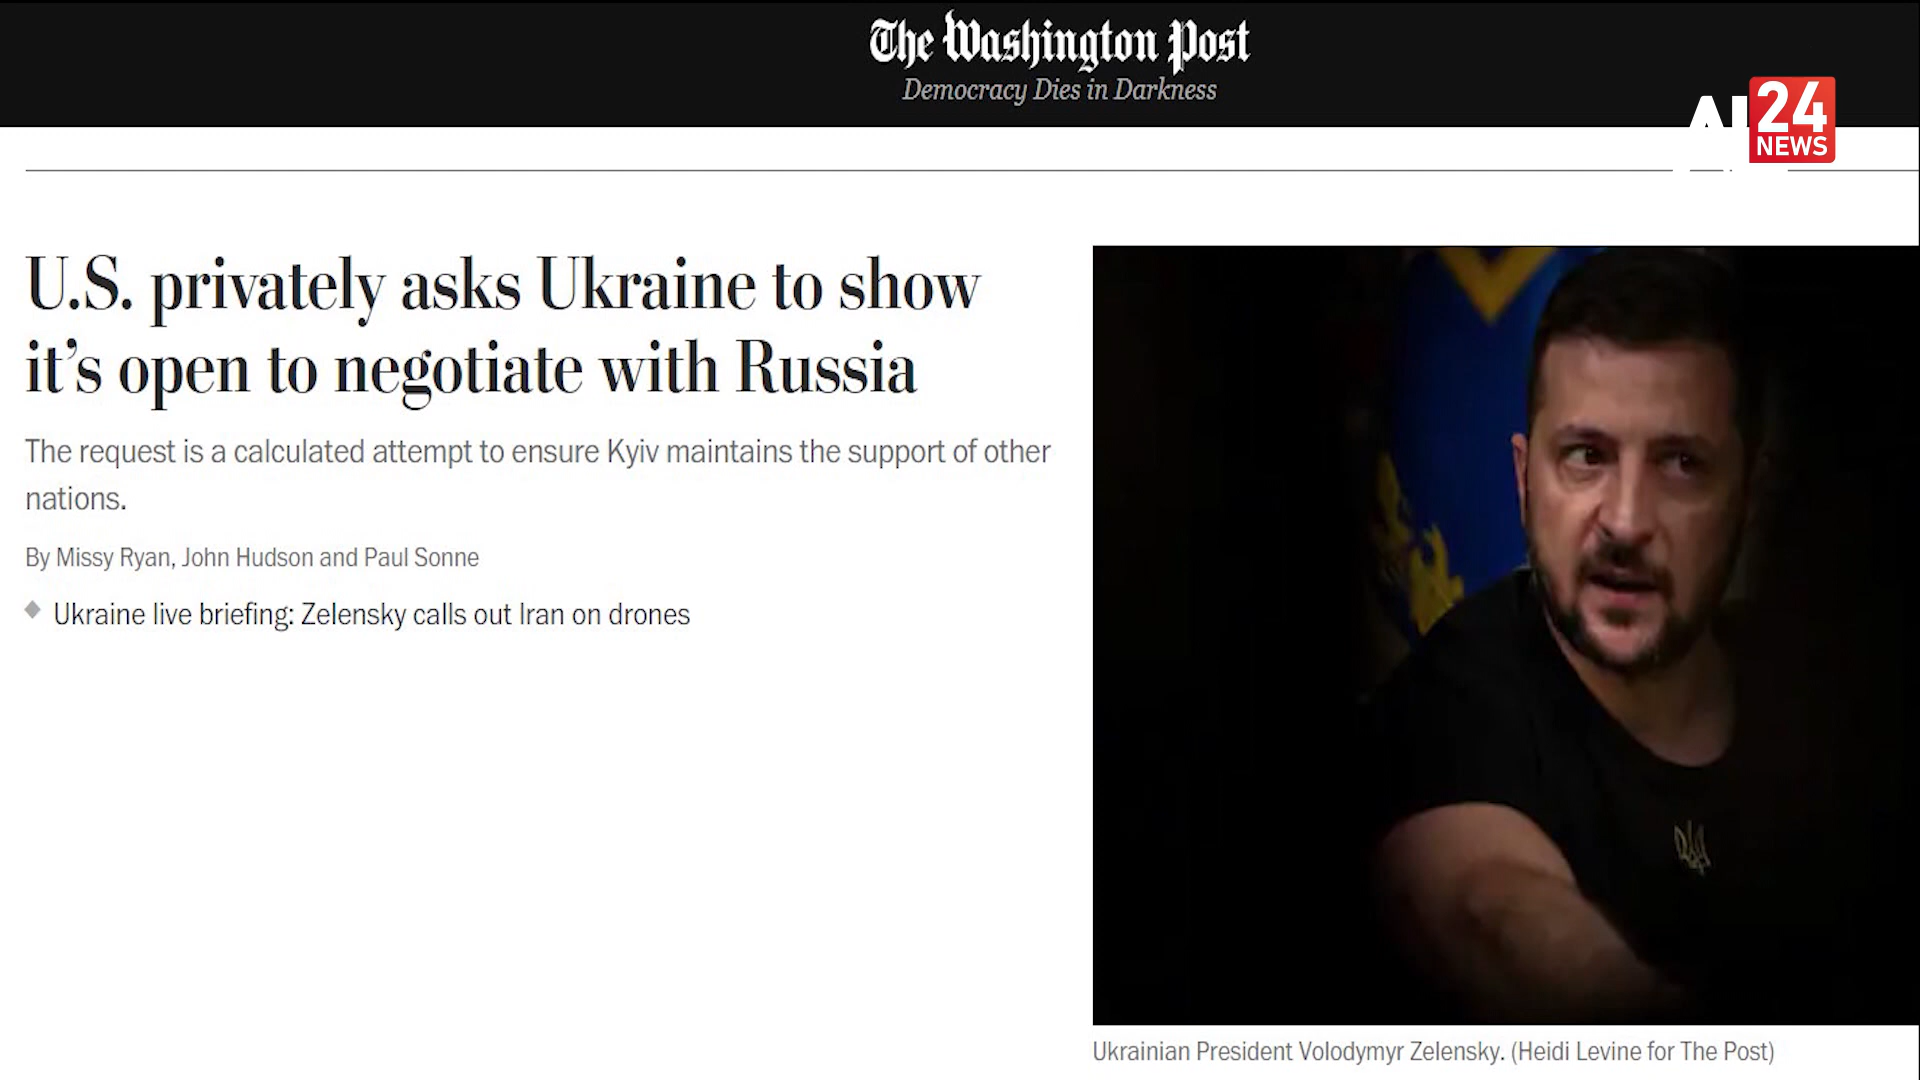 The Washington Post
Democracy Dies in Darkness
AL
24
NEWS
U.S. privately asks Ukraine to show
it’s open to negotiate with Russia
The request is a calculated attempt to ensure Kyiv maintains the support of other
nations.
By Missy Ryan, John Hudson and Paul Sonne
Ukraine live briefing: Zelensky calls out Iran on drones
Ukrainian President Volodymyr Zelensky. (Heidi Levine for The Post)